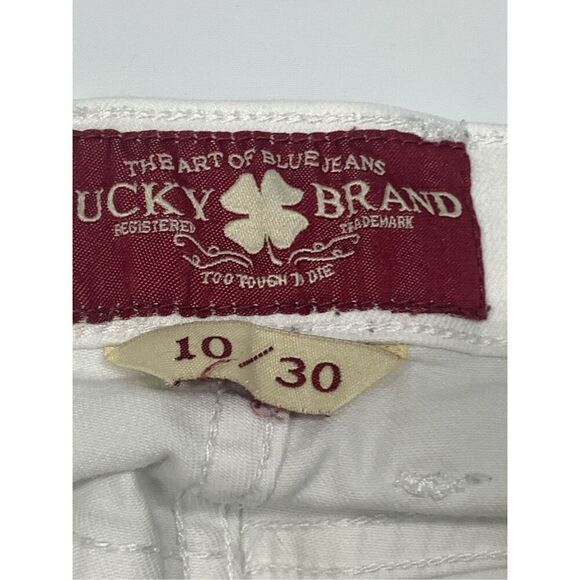 THE ART OF BLUE JEANS
UCKY BRAND
REGISTERED TRADEMARK
TOO TOUGH TO DIE
10/30